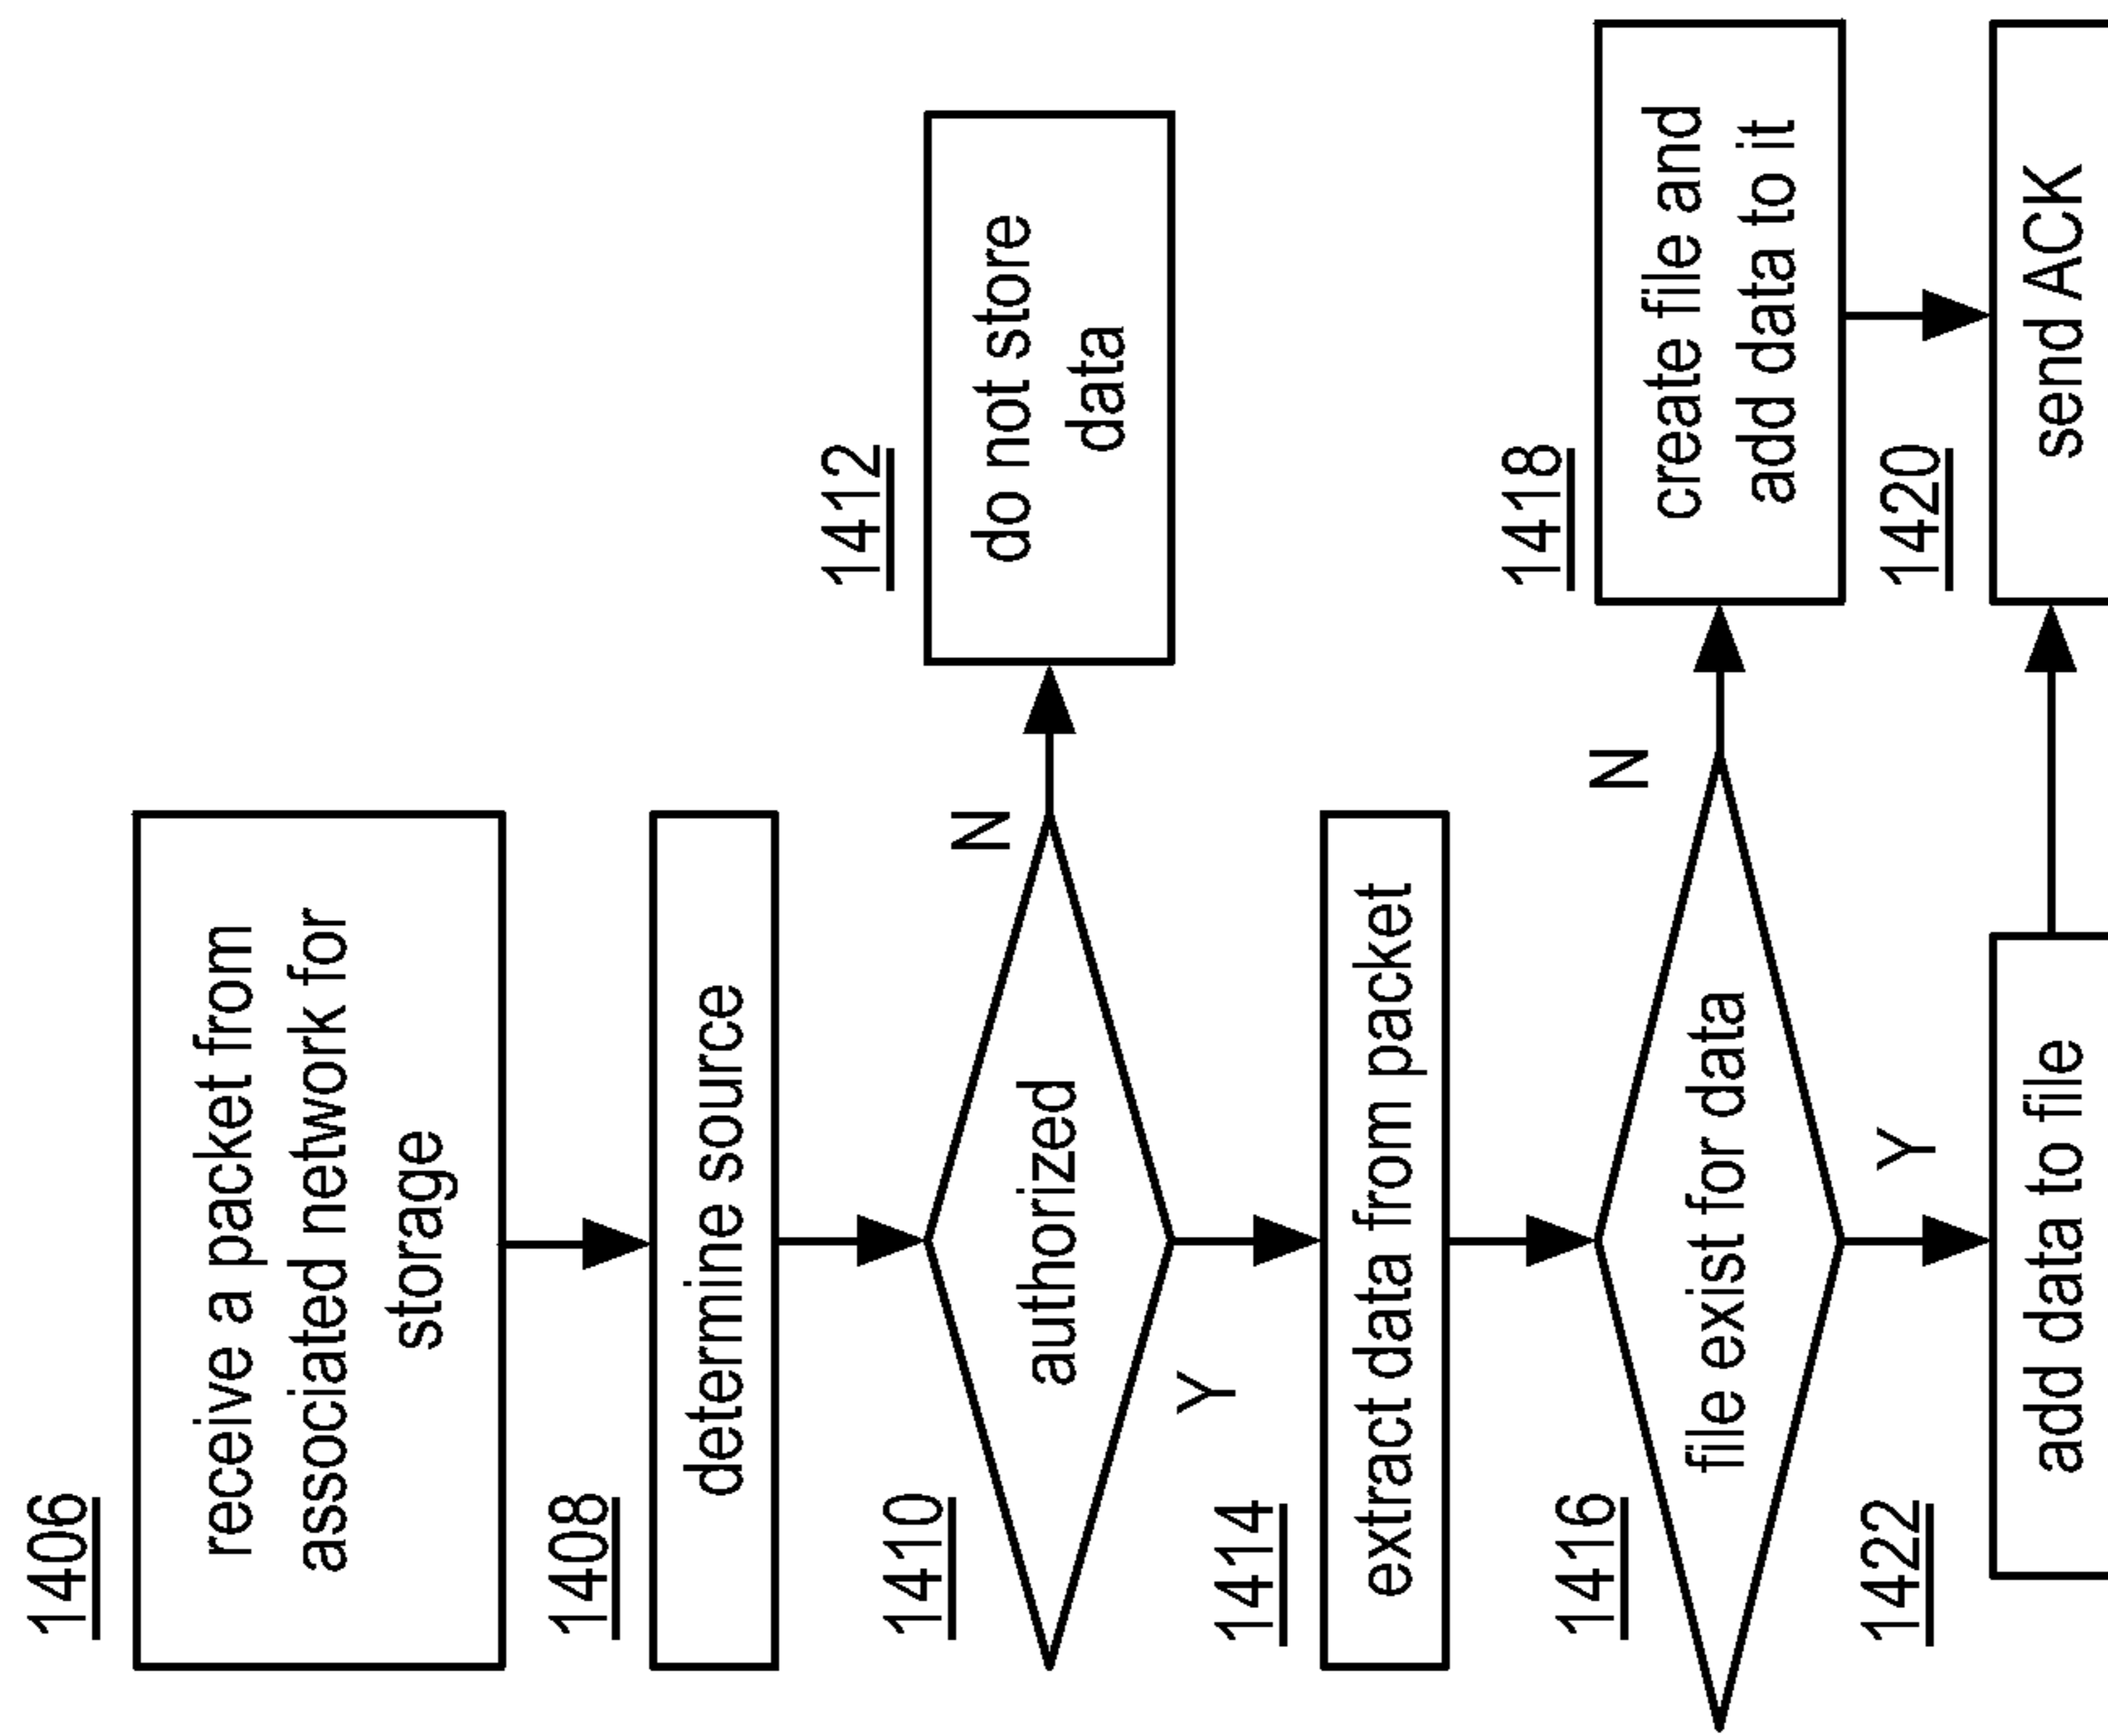 1406
receive a packet from
associated network for
storage
1408
determine source
1410
authorized
N
Y
1412
do not store
data
1414
extract data from packet
1416
file exist for data
N
Y
1418
create file and
add data to it
1420
send ACK
1422
add data to file